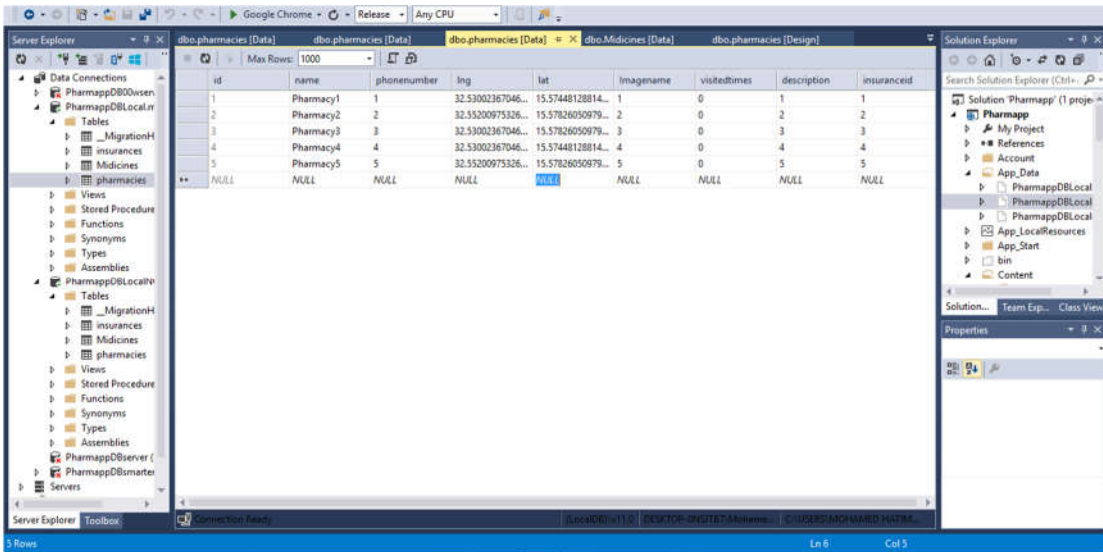 Google Chrome
Release
Any CPU
Server Explorer
Data Connections
PharmappDB00wsen
PharmappDBLocal.m
Tables
_MigrationH
insurances
Midicines
pharmacies
Views
Stored Procedure
Functions
Synonyms
Types
Assemblies
PharmappDBLocalN
Tables
_MigrationH
insurances
Midicines
pharmacies
Views
Stored Procedure
Functions
Synonyms
Types
Assemblies
PharmappDBserver (
PharmappDBsmarter
Servers
Server Explorer Toolbox
dbo.pharmacies [Data] dbo.pharmacies [Data] dbo.pharmacies [Data] dbo.Midicines [Data] dbo.pharmacies [Design]
Max Rows: 1000
id name phonenumber lng lat Imagename visitedtimes description insuranceid
1 Pharmacy1 1 32.53002367046... 15.57448128814... 1 0 1 1
2 Pharmacy2 2 32.55200975326... 15.57826050979... 2 0 2 2
3 Pharmacy3 3 32.53002367046... 15.57826050979... 3 0 3 3
4 Pharmacy4 4 32.53002367046... 15.57448128814... 4 0 4 4
5 Pharmacy5 5 32.55200975326... 15.57826050979... 5 0 5 5
NULL NULL NULL NULL NULL NULL NULL NULL NULL
Connection Ready (LocalDB)\v11.0 C:\USERS\MOHAMED HATIM...
Solution Explorer
Search Solution Explorer (Ctrl+
Solution 'Pharmapp' (1 proje
Pharmapp
My Project
References
Account
App_Data
PharmappDBLocal
PharmappDBLocal
PharmappDBLocal
App_LocalResources
App_Start
bin
Content
Solution... Team Exp... Class View
Properties
5 Rows Ln 6 Col 5